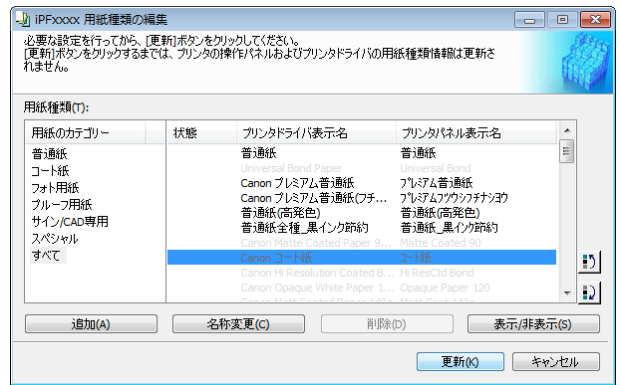 iPFxxxx 用紙種類の編集
必要な設定を行ってから、[更新]ボタンをクリックしてください。
[更新]ボタンをクリックするまでは、プリンタの操作パネルおよびプリンタドライバの用紙種類情報は更新さ
れません。
用紙種類(T):
用紙のカテゴリー 状態 プリンタドライバ表示名 プリンタパネル表示名
普通紙 普通紙 普通紙
コート紙 Universal Bond Paper Universal Bond
フォト用紙 Canon プレミアム普通紙 プレミアム普通紙
プルーフ用紙 Canon プレミアム普通紙(フチ... プレミアムフツウシフチナシヨウ
サイン/CAD専用 普通紙(高発色) 普通紙(高発色)
スペシャル 普通紙全種_黒インク節約 普通紙_黒インク節約
Canon Matte Coated Paper 9... Matte Coated 90
すべて Canon コート紙 コート紙
Canon Hi Resolution Coated B... Hi ResCtd Bond
Canon Opaque White Paper 1... Opaque Paper 120
追加(A) 名称変更(C) 削除(D) 表示/非表示(S)
更新(K) キャンセル